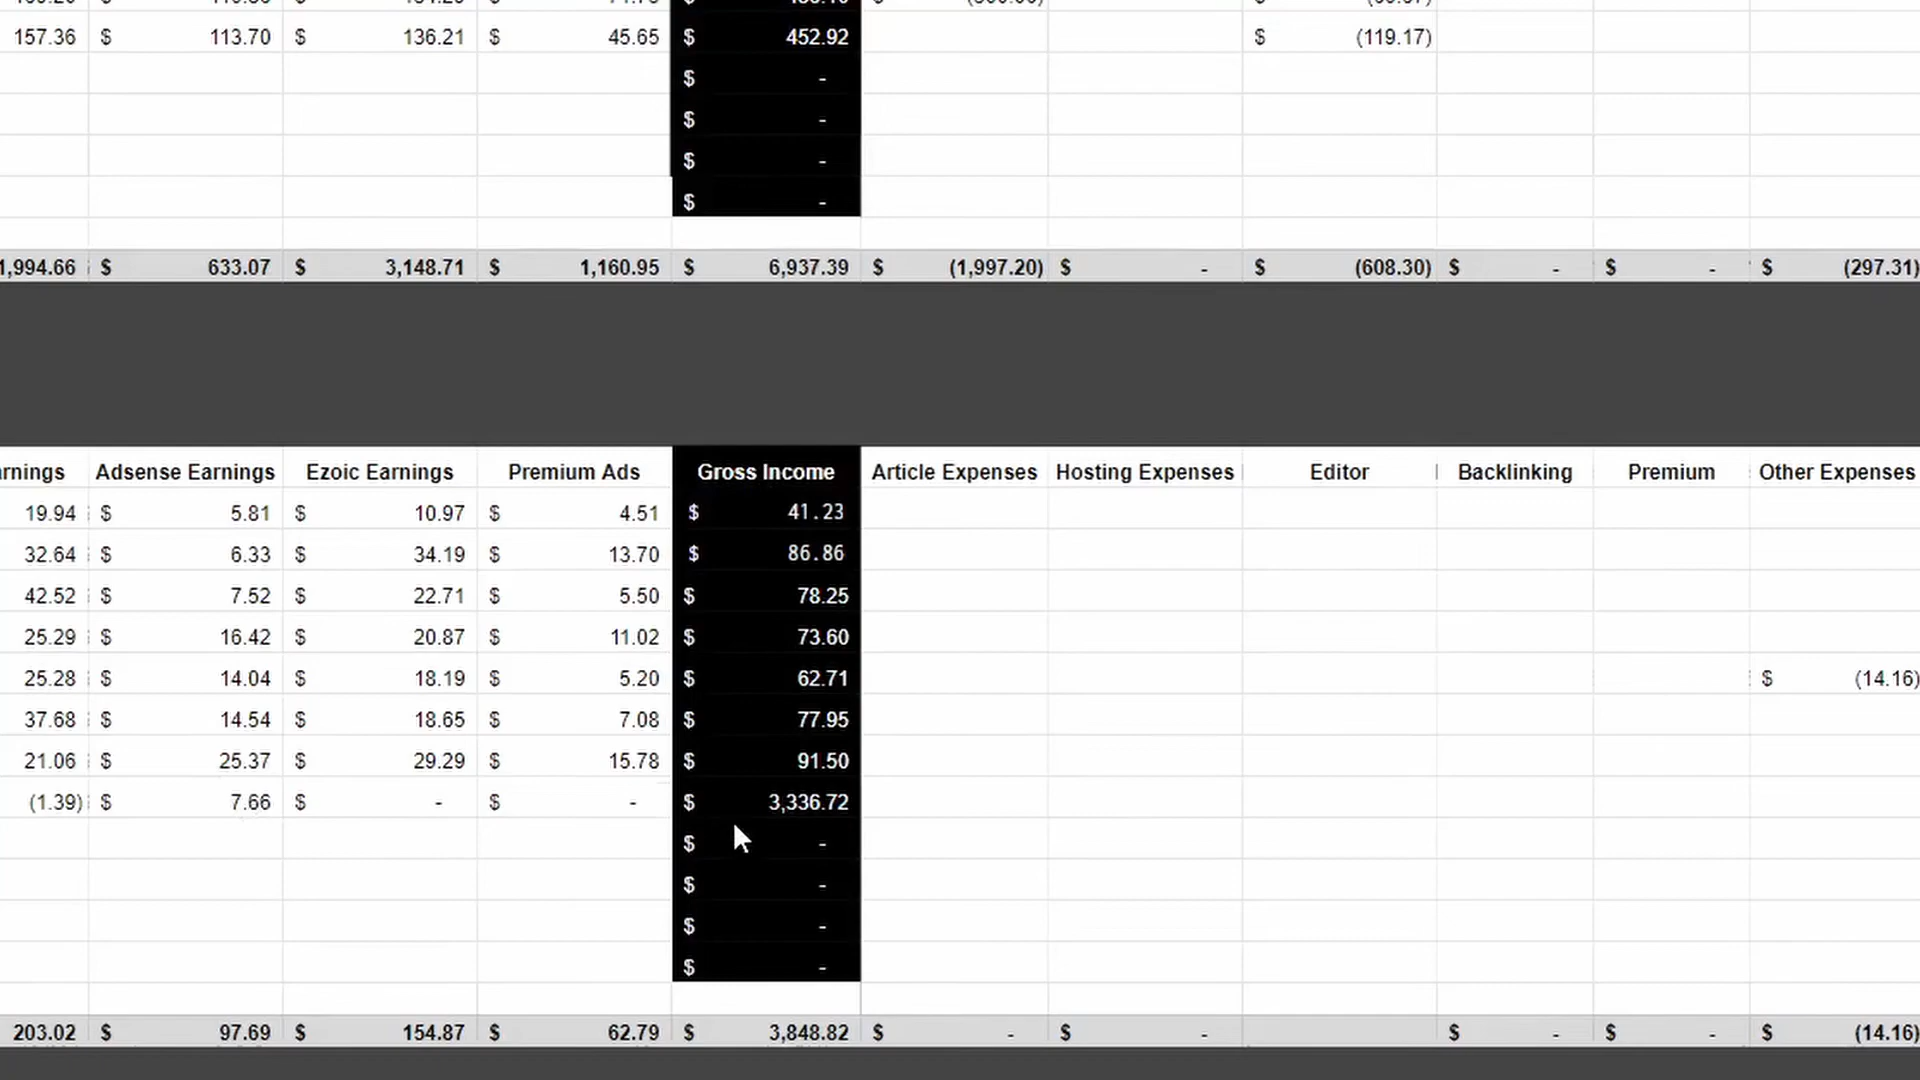 157.36 $ 113.70 $ 136.21 $ 45.65 $ 452.92 $ (119.17)
$ -
$ -
$ -
$ -
1,994.66 $ 633.07 $ 3,148.71 $ 1,160.95 $ 6,937.39 $ (1,997.20) $ - $ (608.30) $ - $ - $ (297.31)
rnings Adsense Earnings Ezoic Earnings Premium Ads Gross Income Article Expenses Hosting Expenses Editor Backlinking Premium Other Expenses
19.94 $ 5.81 $ 10.97 $ 4.51 $ 41.23
32.64 $ 6.33 $ 34.19 $ 13.70 $ 86.86
42.52 $ 7.52 $ 22.71 $ 5.50 $ 78.25
25.29 $ 16.42 $ 20.87 $ 11.02 $ 73.60
25.28 $ 14.04 $ 18.19 $ 5.20 $ 62.71 $ (14.16)
37.68 $ 14.54 $ 18.65 $ 7.08 $ 77.95
21.06 $ 25.37 $ 29.29 $ 15.78 $ 91.50
(1.39) $ 7.66 $ - $ - $ 3,336.72
$ -
$ -
$ -
$ -
203.02 $ 97.69 $ 154.87 $ 62.79 $ 3,848.82 $ - $ - $ - $ - $ (14.16)